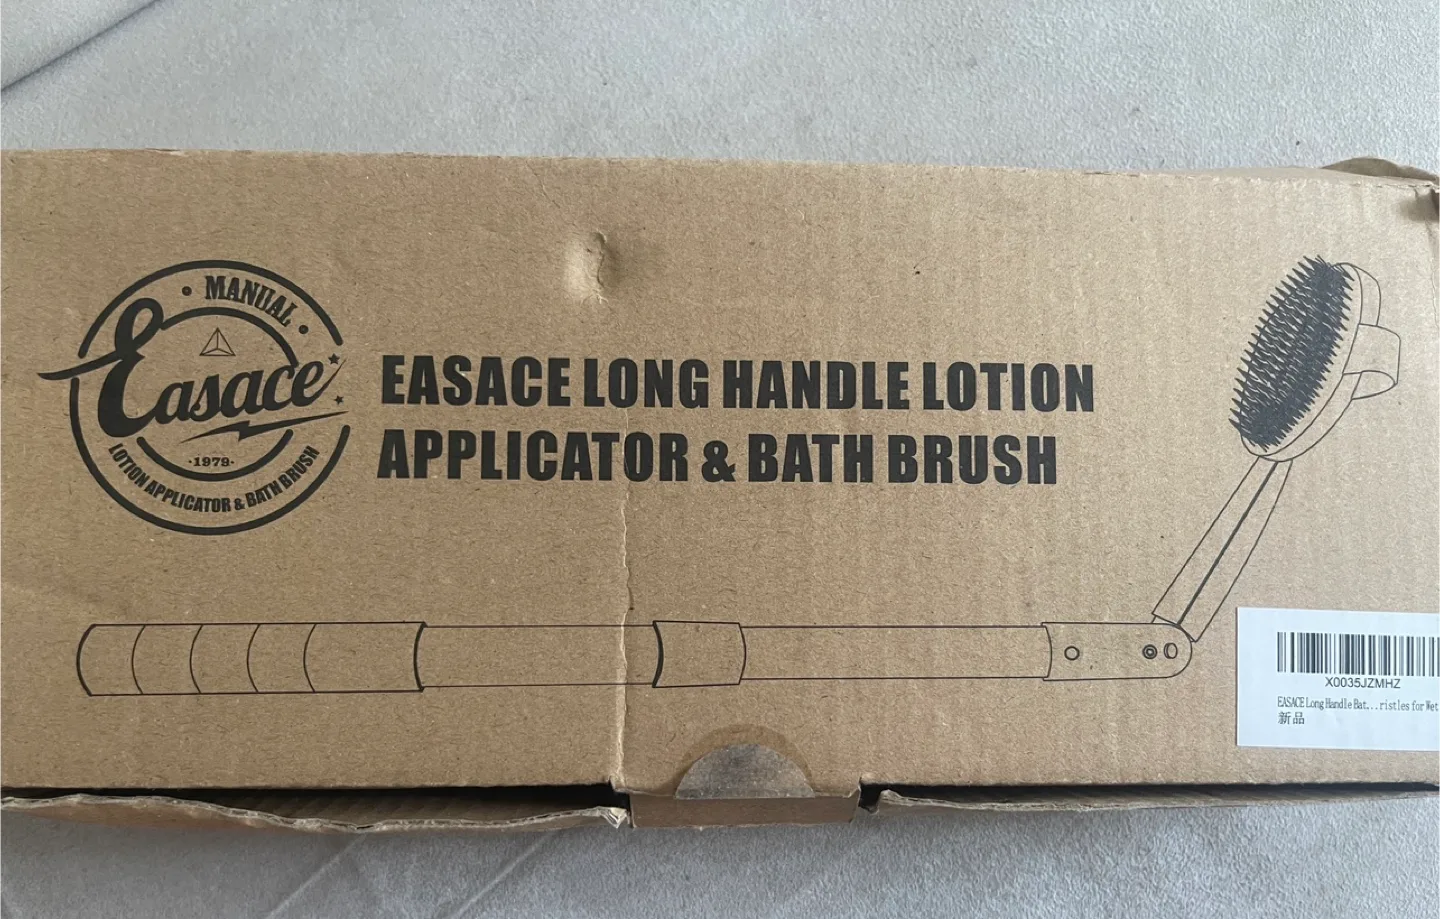 MANUAL
Easace
·1979·
LOTION APPLICATOR & BATH BRUSH
EASACE LONG HANDLE LOTION
APPLICATOR & BATH BRUSH
X0035JZMHZ
EASACE Long Handle Bat...ristles for Wet
新品